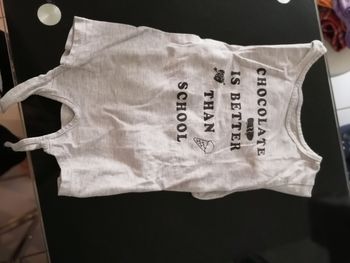 CHOCOLATE
IS BETTER
THAN
SCHOOL